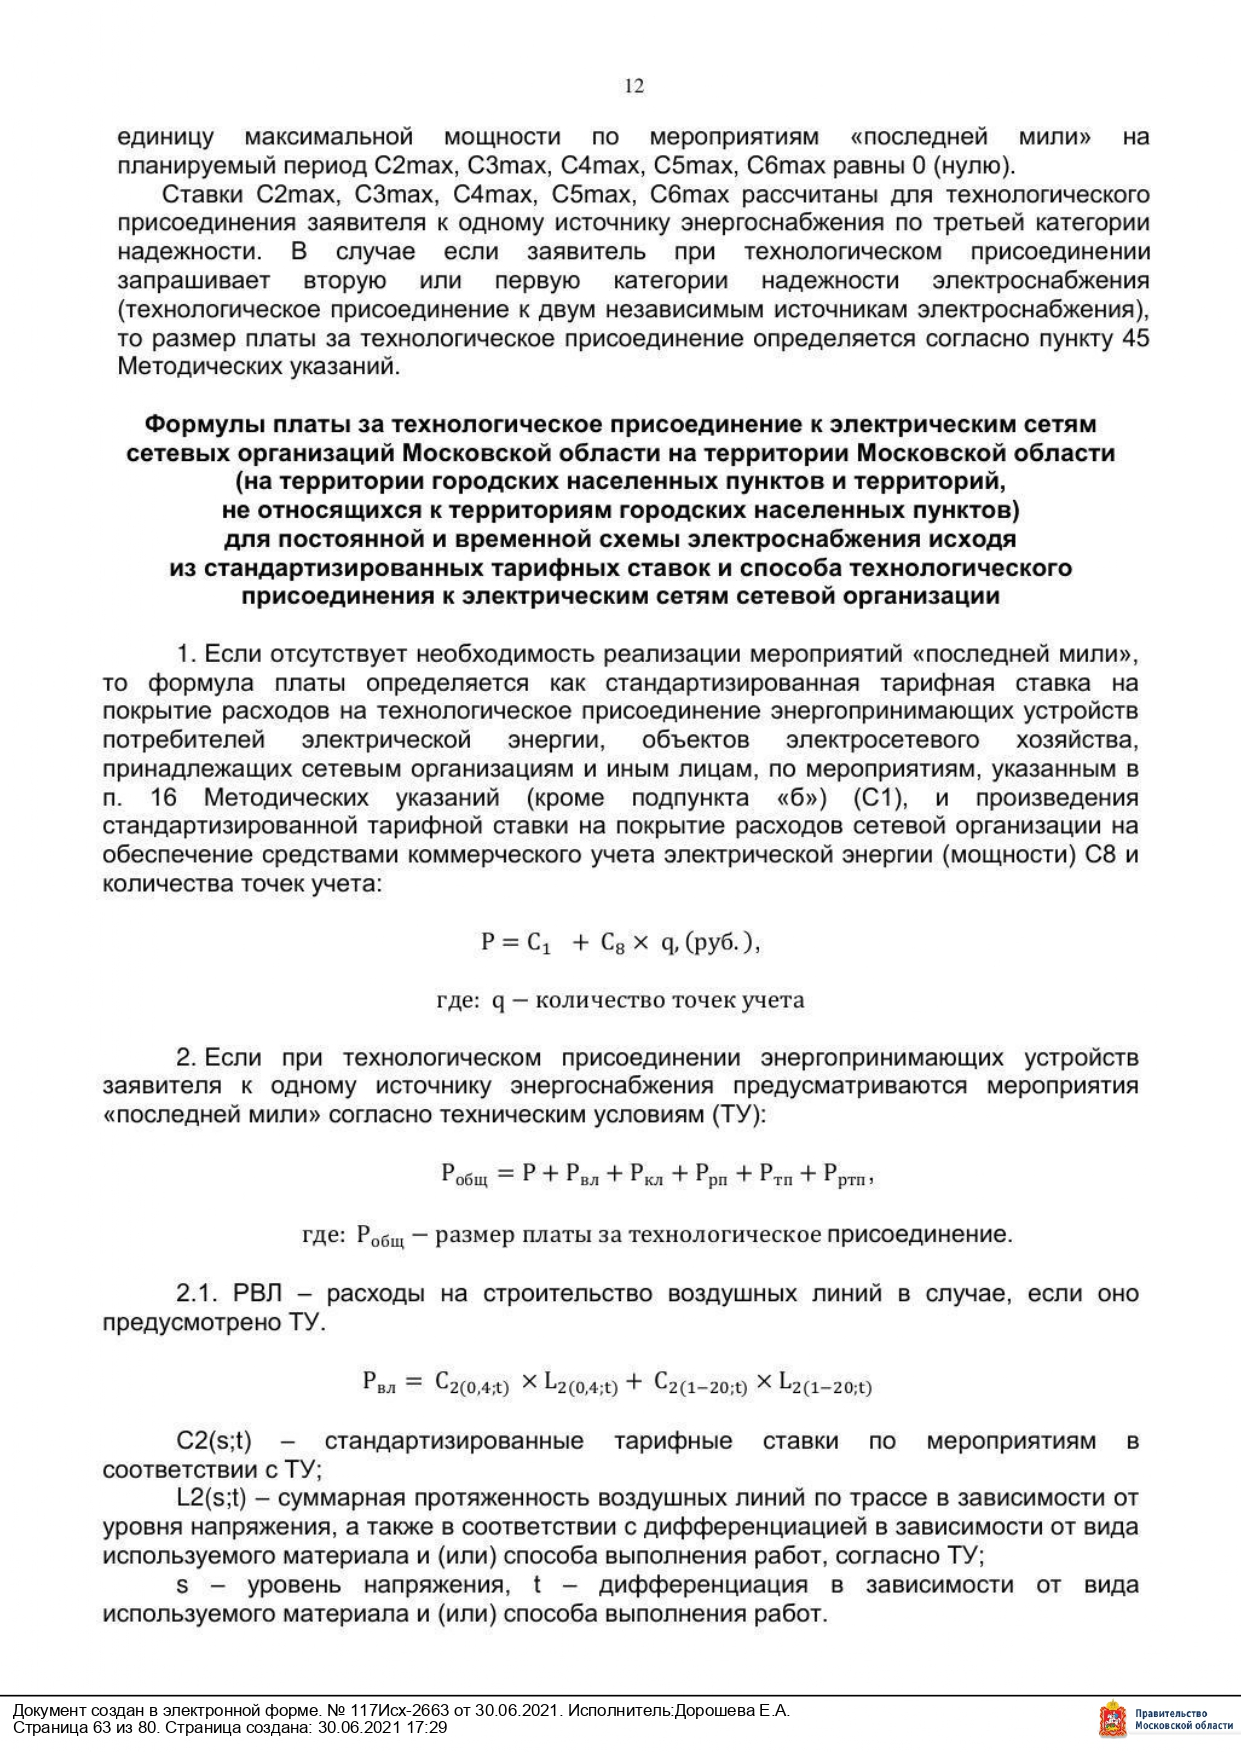 12
единицу максимальной мощности по мероприятиям «последней мили» на
планируемый период C2max, C3max, C4max, C5max, C6max равны 0 (нулю).
Ставки C2max, C3max, C4max, C5max, C6max рассчитаны для технологического
присоединения заявителя к одному источнику энергоснабжения по третьей категории
надежности. В случае если заявитель при технологическом присоединении
запрашивает вторую или первую категории надежности электроснабжения
(технологическое присоединение к двум независимым источникам электроснабжения),
то размер платы за технологическое присоединение определяется согласно пункту 45
Методических указаний.
Формулы платы за технологическое присоединение к электрическим сетям
сетевых организаций Московской области на территории Московской области
(на территории городских населенных пунктов и территорий,
не относящихся к территориям городских населенных пунктов)
для постоянной и временной схемы электроснабжения исходя
из стандартизированных тарифных ставок и способа технологического
присоединения к электрическим сетям сетевой организации
1. Если отсутствует необходимость реализации мероприятий «последней мили»,
то формула платы определяется как стандартизированная тарифная ставка на
покрытие расходов на технологическое присоединение энергопринимающих устройств
потребителей электрической энергии, объектов электросетевого хозяйства,
принадлежащих сетевым организациям и иным лицам, по мероприятиям, указанным в
п. 16 Методических указаний (кроме подпункта «б») (С1), и произведения
стандартизированной тарифной ставки на покрытие расходов сетевой организации на
обеспечение средствами коммерческого учета электрической энергии (мощности) С8 и
количества точек учета:
P = C₁ + C₈ × q, (руб.),
где: q − количество точек учета
2. Если при технологическом присоединении энергопринимающих устройств
заявителя к одному источнику энергоснабжения предусматриваются мероприятия
«последней мили» согласно техническим условиям (ТУ):
Pобщ = P + Pвл + Pкл + Pрп + Pтп + Pртп,
где: Pобщ − размер платы за технологическое присоединение.
2.1. РВЛ – расходы на строительство воздушных линий в случае, если оно
предусмотрено ТУ.
Pвл = C2(0,4;t) × L2(0,4;t) + C2(1−20;t) × L2(1−20;t)
C2(s;t) – стандартизированные тарифные ставки по мероприятиям в
соответствии с ТУ;
L2(s;t) – суммарная протяженность воздушных линий по трассе в зависимости от
уровня напряжения, а также в соответствии с дифференциацией в зависимости от вида
используемого материала и (или) способа выполнения работ, согласно ТУ;
s – уровень напряжения, t – дифференциация в зависимости от вида
используемого материала и (или) способа выполнения работ.
Документ создан в электронной форме. № 117Исх-2663 от 30.06.2021. Исполнитель:Дорошева Е.А.
Страница 63 из 80. Страница создана: 30.06.2021 17:29
Правительство
Московской области